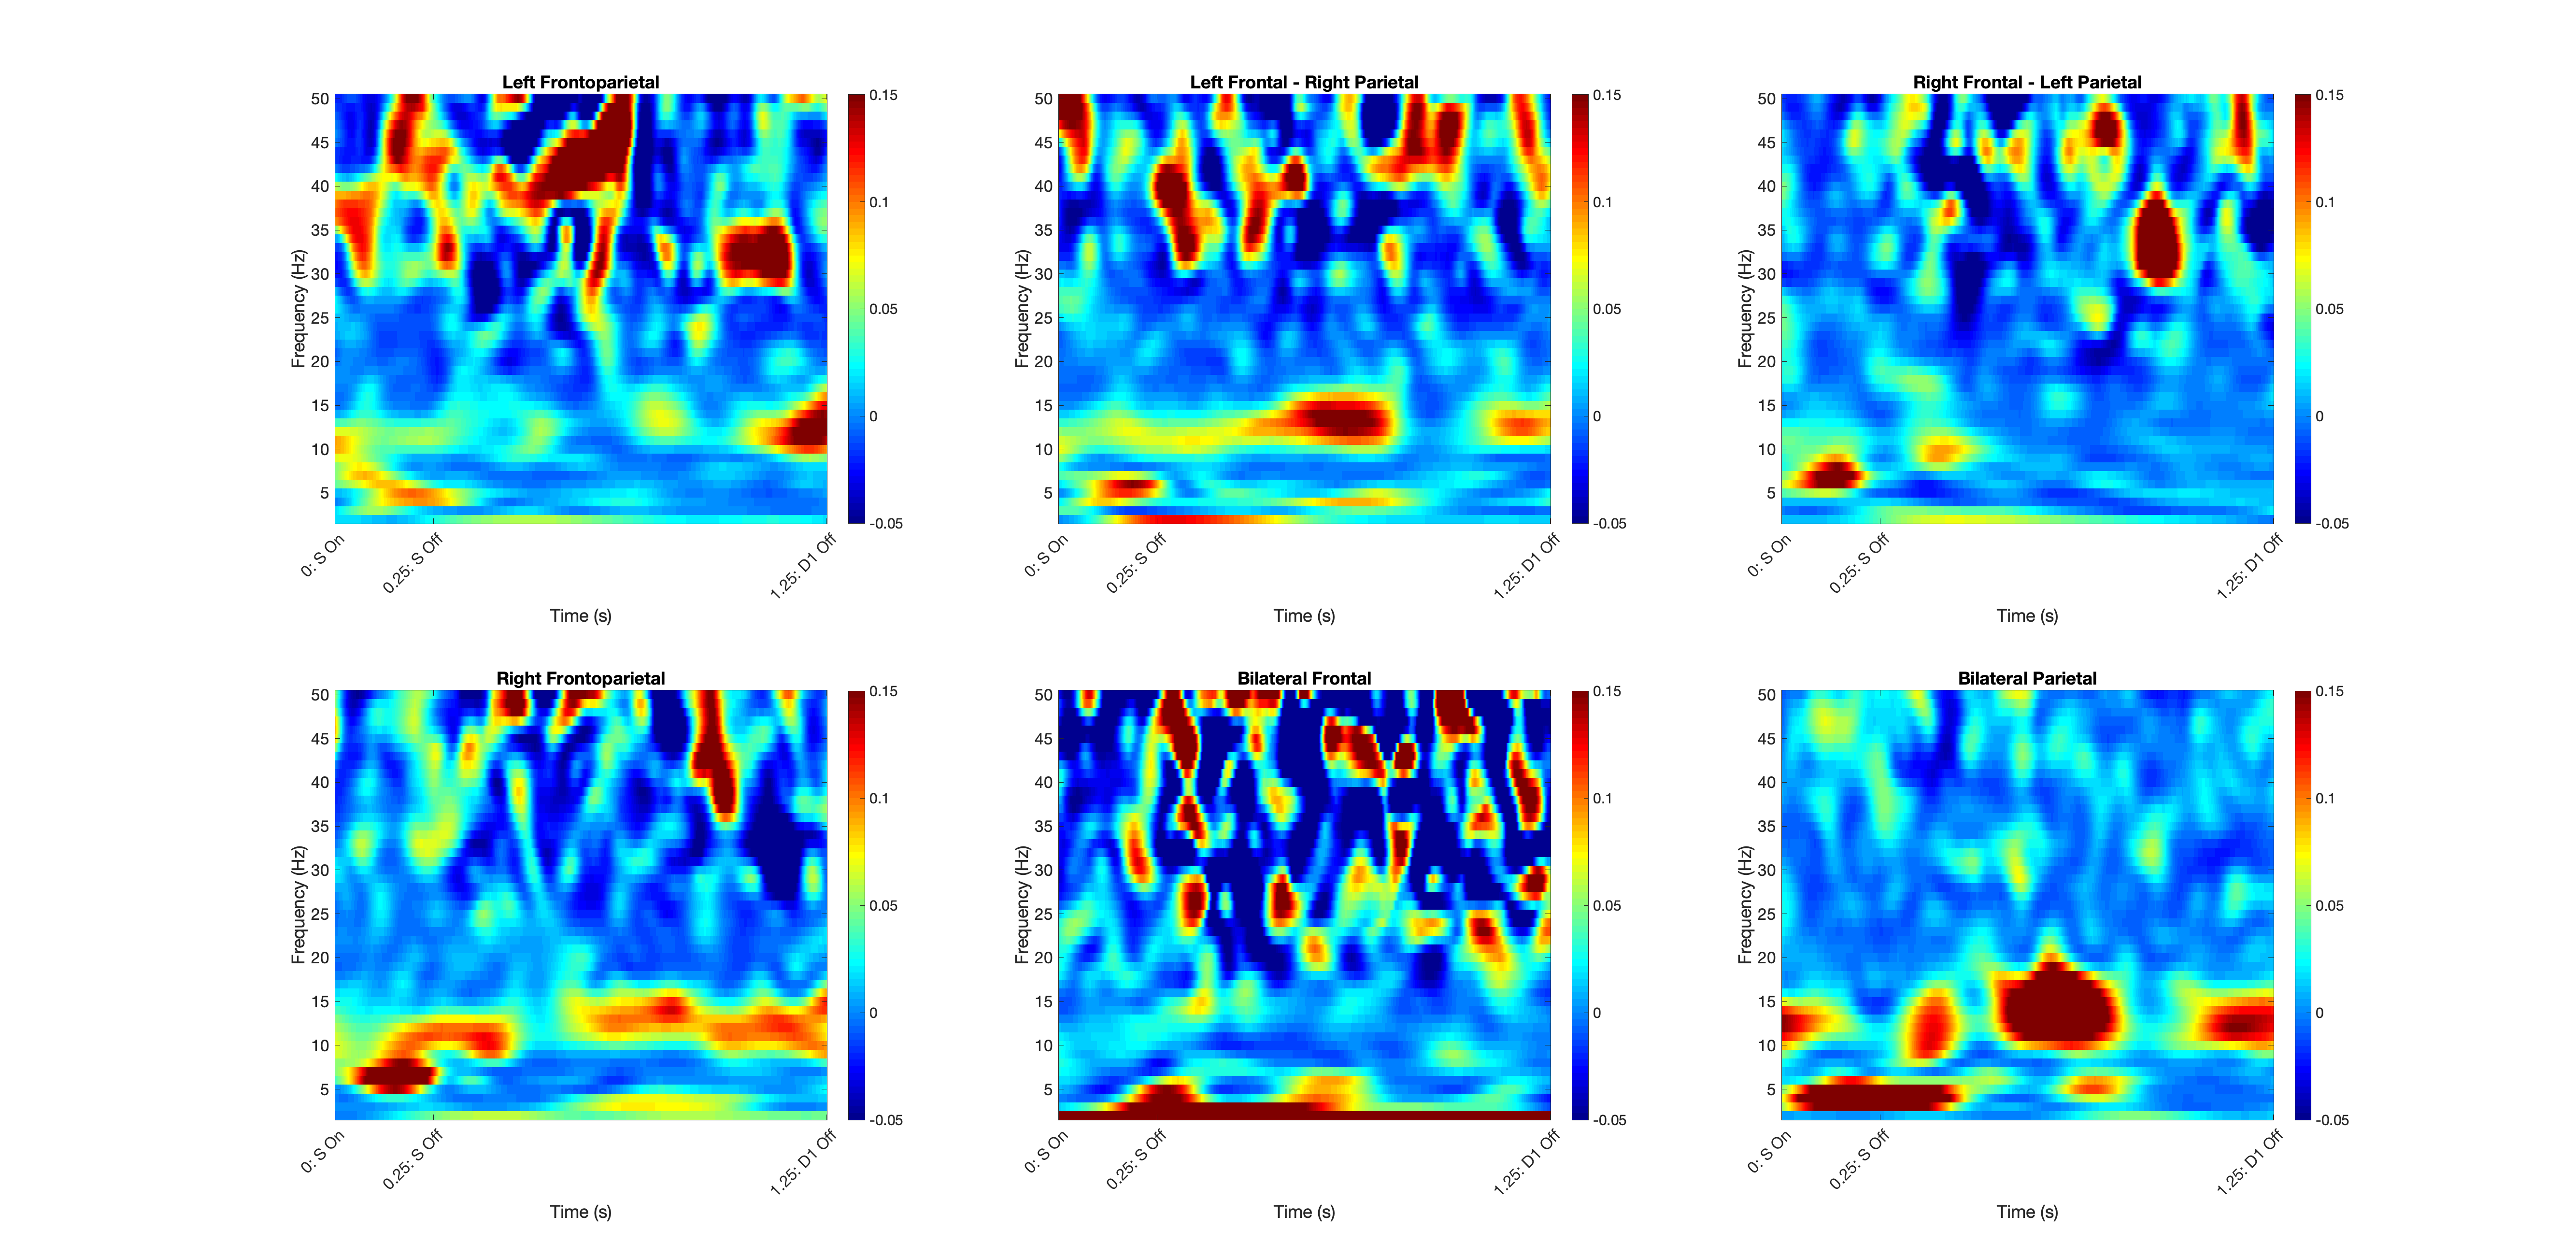 Left Frontoparietal
50
45
40
35
30
25
20
15
10
5
Frequency (Hz)
0: S On
0.25: S Off
1.25: D1 Off
Time (s)
0.15
0.1
0.05
0
-0.05
Left Frontal - Right Parietal
50
45
40
35
30
25
20
15
10
5
Frequency (Hz)
0: S On
0.25: S Off
1.25: D1 Off
Time (s)
0.15
0.1
0.05
0
-0.05
Right Frontal - Left Parietal
50
45
40
35
30
25
20
15
10
5
Frequency (Hz)
0: S On
0.25: S Off
1.25: D1 Off
Time (s)
0.15
0.1
0.05
0
-0.05
Right Frontoparietal
50
45
40
35
30
25
20
15
10
5
Frequency (Hz)
0: S On
0.25: S Off
1.25: D1 Off
Time (s)
0.15
0.1
0.05
0
-0.05
Bilateral Frontal
50
45
40
35
30
25
20
15
10
5
Frequency (Hz)
0: S On
0.25: S Off
1.25: D1 Off
Time (s)
0.15
0.1
0.05
0
-0.05
Bilateral Parietal
50
45
40
35
30
25
20
15
10
5
Frequency (Hz)
0: S On
0.25: S Off
1.25: D1 Off
Time (s)
0.15
0.1
0.05
0
-0.05